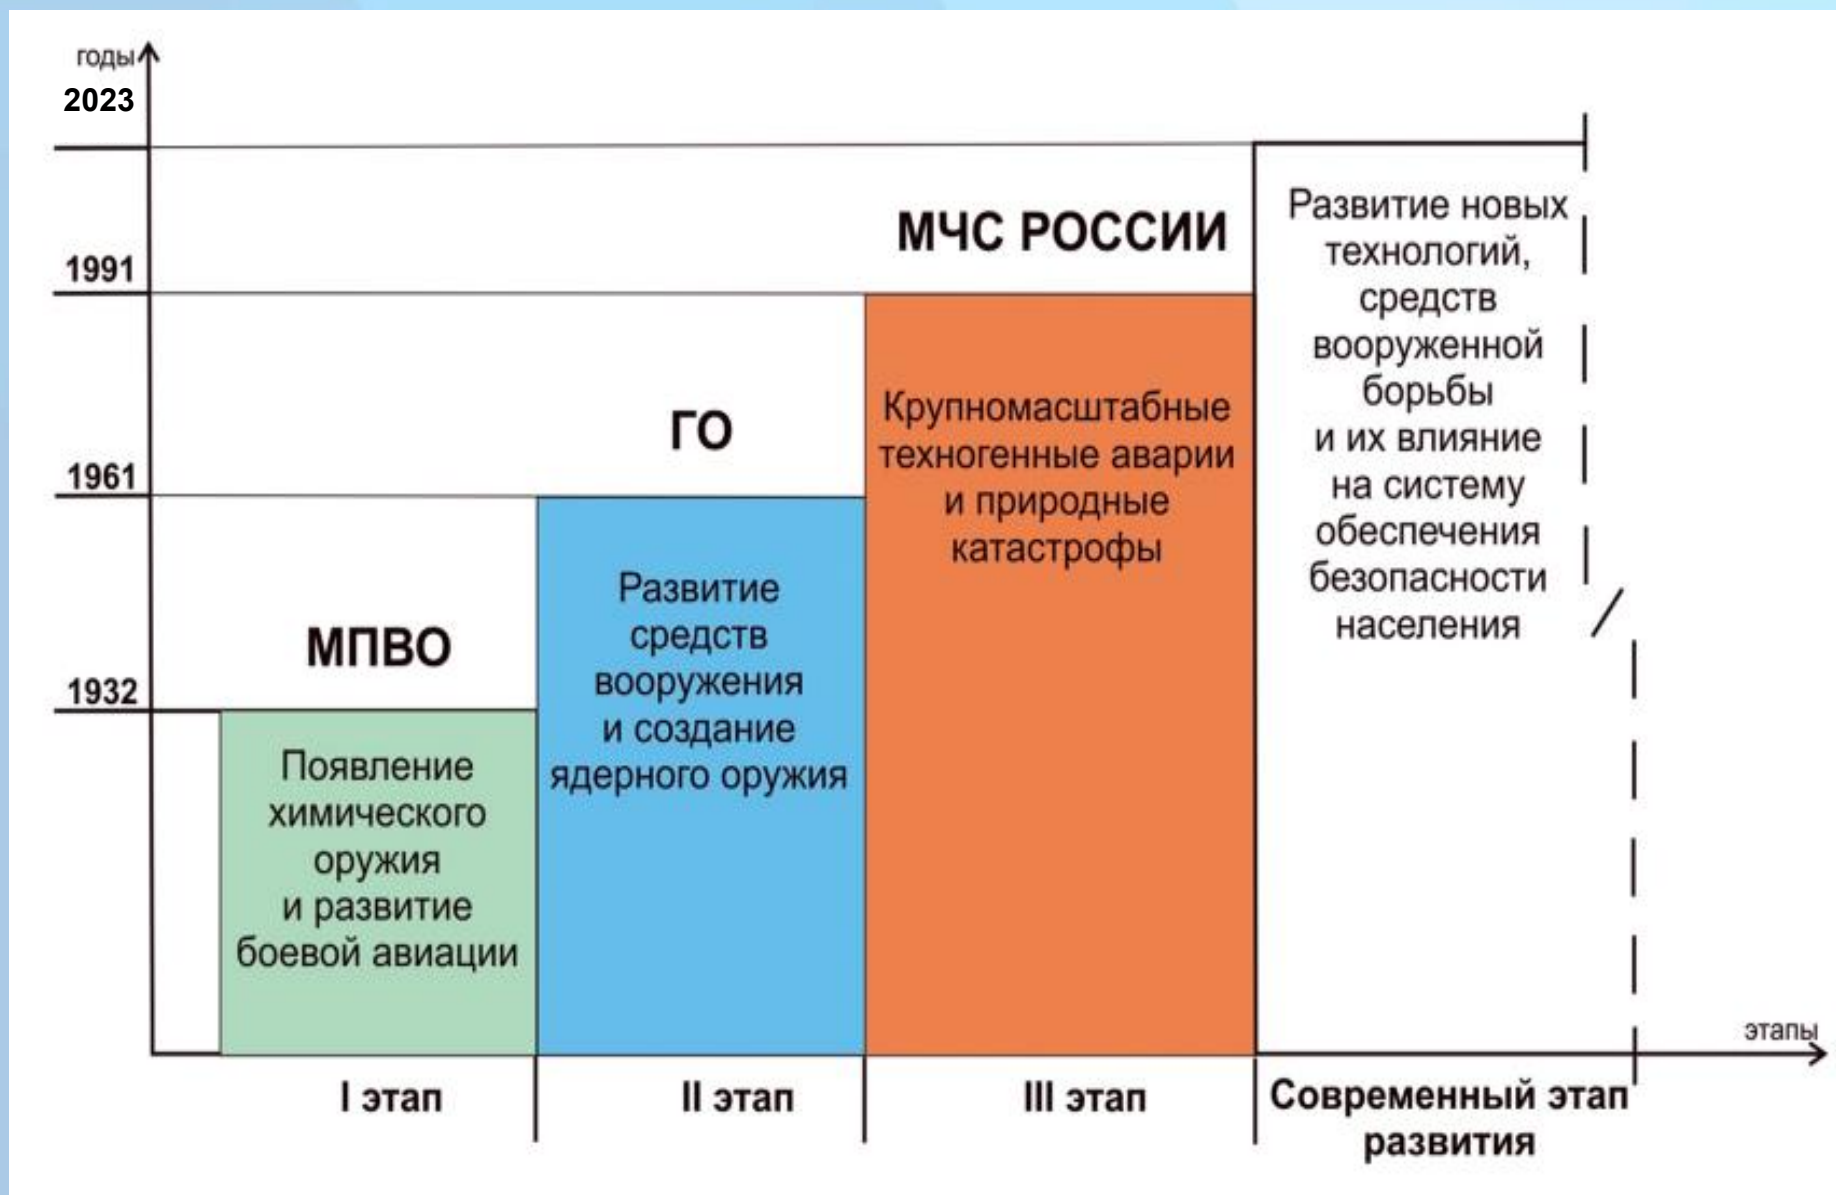 годы
2023
1991
1961
1932
МПВО
Появление
химического
оружия
и развитие
боевой авиации
ГО
Развитие
средств
вооружения
и создание
ядерного оружия
МЧС РОССИИ
Крупномасштабные
техногенные аварии
и природные
катастрофы
Развитие новых
технологий,
средств
вооруженной
борьбы
и их влияние
на систему
обеспечения
безопасности
населения
этапы
I этап
II этап
III этап
Современный этап
развития